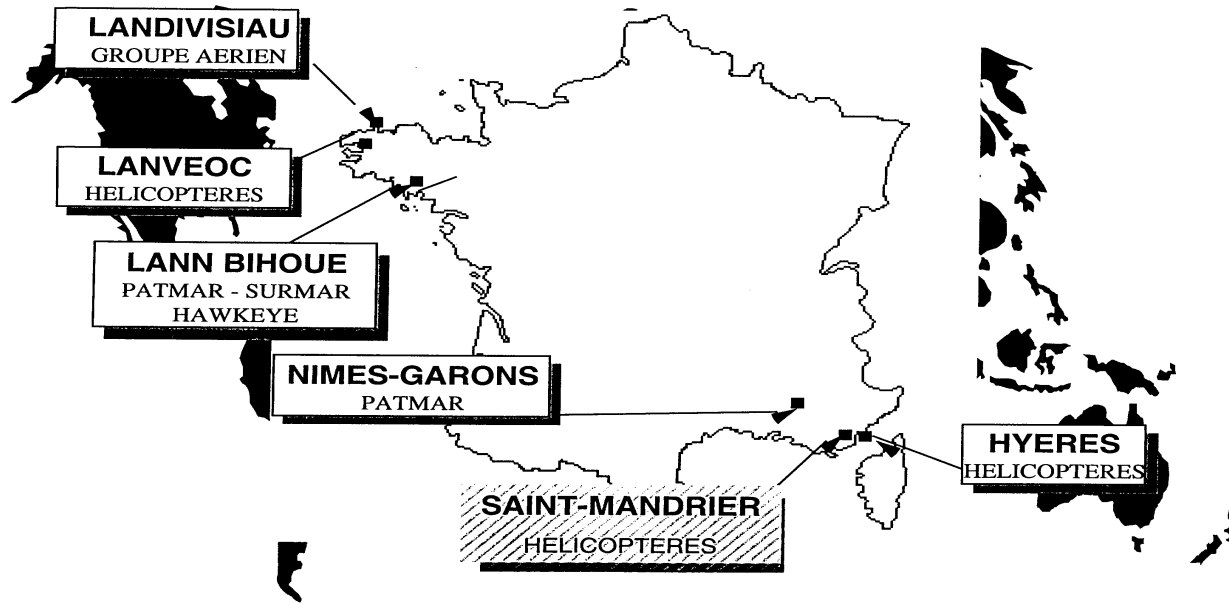 LANDIVISIAU
GROUPE AERIEN
LANVEOC
HELICOPTERES
LANN BIHOUE
PATMAR - SURMAR
HAWKEYE
NIMES-GARONS
PATMAR
HYERES
HELICOPTERES
SAINT-MANDRIER
HELICOPTERES